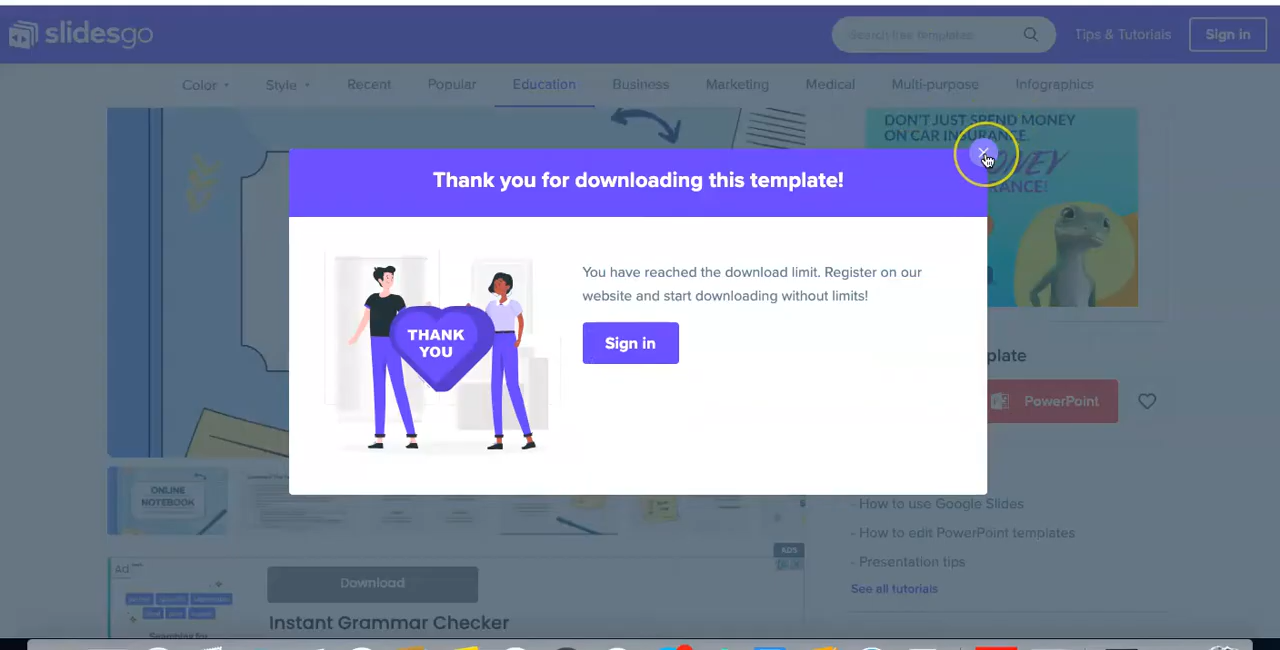 slidesgo
Search free templates
Tips & Tutorials
Sign in
Color
Style
Recent
Popular
Education
Business
Marketing
Medical
Multi-purpose
Infographics
DON'T JUST SPEND MONEY
ON CAR INSURANCE.
Thank you for downloading this template!
You have reached the download limit. Register on our
website and start downloading without limits!
THANK
YOU
Sign in
PowerPoint
ONLINE
NOTEBOOK
- How to use Google Slides
- How to edit PowerPoint templates
- Presentation tips
See all tutorials
ADS
Ad
Download
Instant Grammar Checker